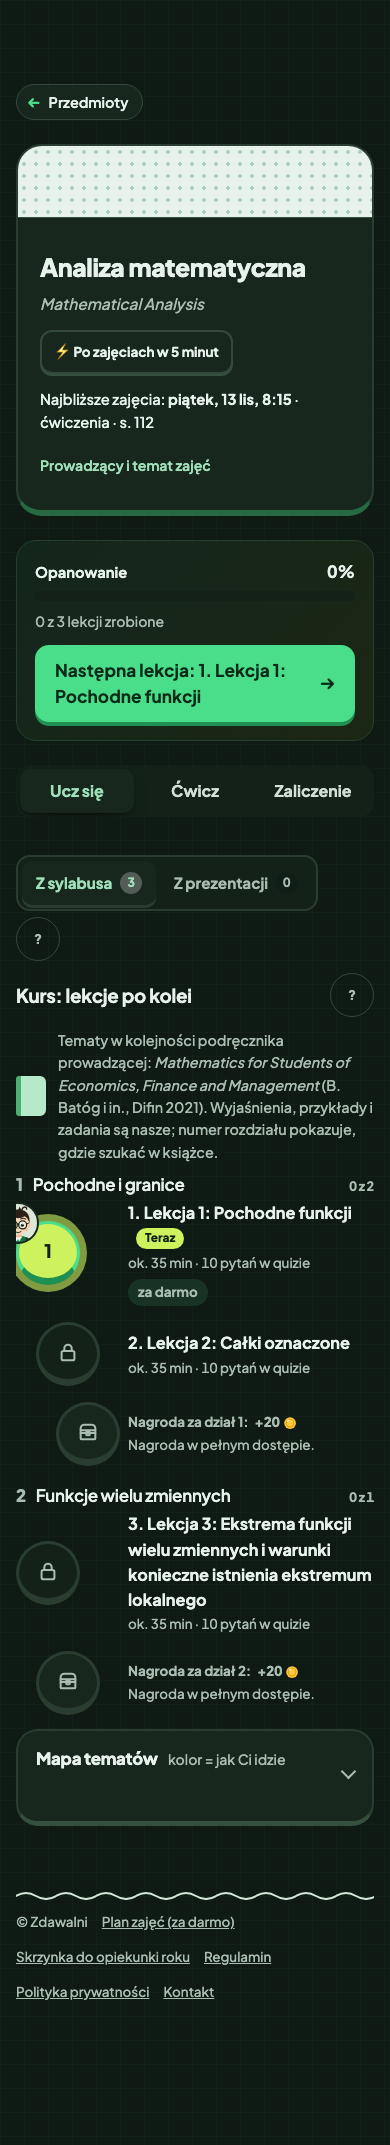 ← Przedmioty
Analiza matematyczna
Mathematical Analysis
⚡ Po zajęciach w 5 minut
Najbliższe zajęcia: piątek, 13 lis, 8:15 ·
ćwiczenia · s. 112
Prowadzący i temat zajęć
Opanowanie 0%
0 z 3 lekcji zrobione
Następna lekcja: 1. Lekcja 1:
Pochodne funkcji →
Ucz się Ćwicz Zaliczenie
Z sylabusa 3 Z prezentacji 0
?
Kurs: lekcje po kolei ?
Tematy w kolejności podręcznika
prowadzącej: Mathematics for Students of
Economics, Finance and Management (B.
Batóg i in., Difin 2021). Wyjaśnienia, przykłady i
zadania są nasze; numer rozdziału pokazuje,
gdzie szukać w książce.
1 Pochodne i granice 0 z 2
1. Lekcja 1: Pochodne funkcji
1 Teraz
ok. 35 min · 10 pytań w quizie
za darmo
2. Lekcja 2: Całki oznaczone
ok. 35 min · 10 pytań w quizie
Nagroda za dział 1: +20
Nagroda w pełnym dostępie.
2 Funkcje wielu zmiennych 0 z 1
3. Lekcja 3: Ekstrema funkcji
wielu zmiennych i warunki
konieczne istnienia ekstremum
lokalnego
ok. 35 min · 10 pytań w quizie
Nagroda za dział 2: +20
Nagroda w pełnym dostępie.
Mapa tematów kolor = jak Ci idzie
© Zdawalni Plan zajęć (za darmo)
Skrzynka do opiekunki roku Regulamin
Polityka prywatności Kontakt